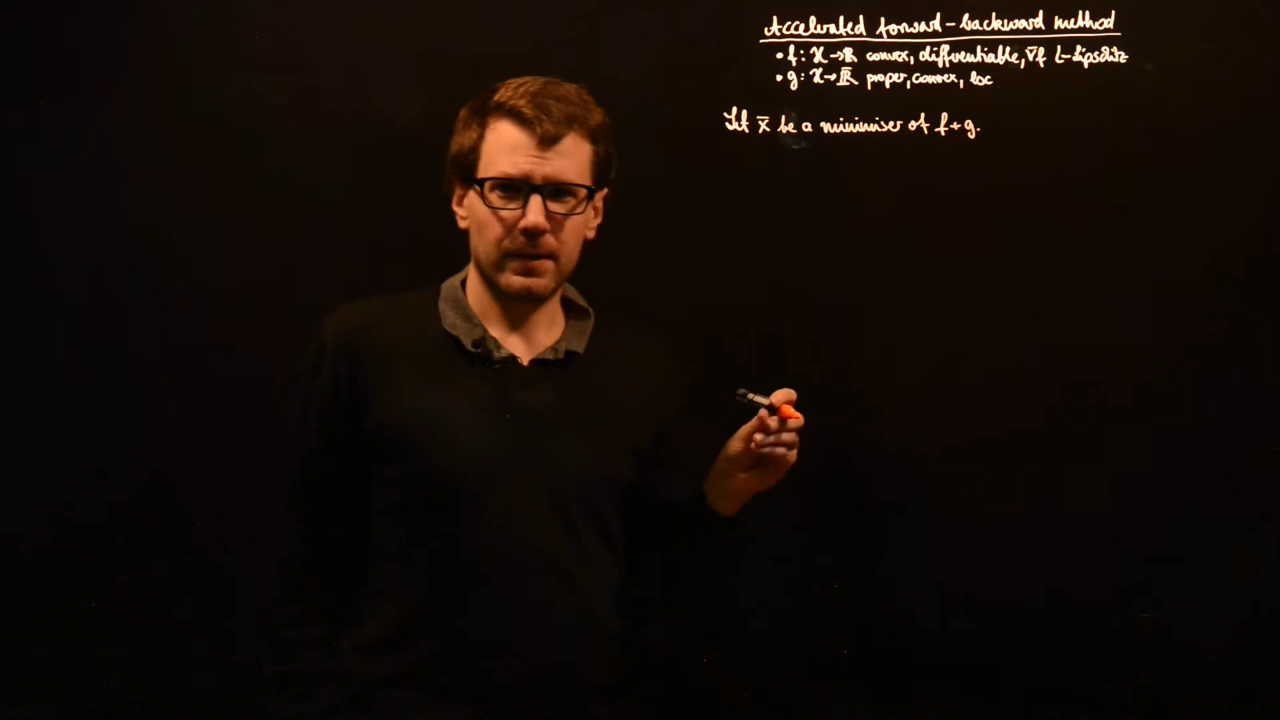 Accelerated forward-backward method
• f: X → ℝ convex, differentiable, ∇f L-Lipschitz
• g: X → ℝ̅ proper, convex, lsc
Let x̄ be a minimiser of f+g.